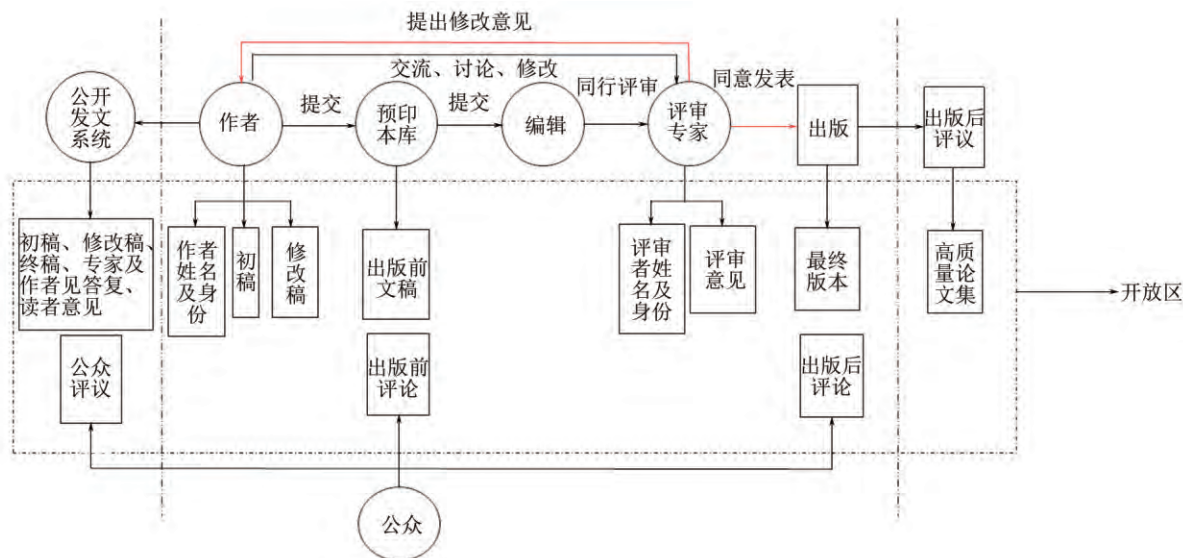 提出修改意见
交流、讨论、修改
同行评审
同意发表
公开
发文
系统
作者
提交
预印
本库
提交
编辑
评审
专家
出版
出版后
评议
初稿、修改稿、
终稿、专家及
作者见答复、
读者意见
作者
姓名
及身
份
初
稿
修
改
稿
出版前
文稿
评审
者姓
名及
身份
评审
意见
最终
版本
高质
量论
文集
开放区
公众
评议
出版前
评论
出版后
评论
公众